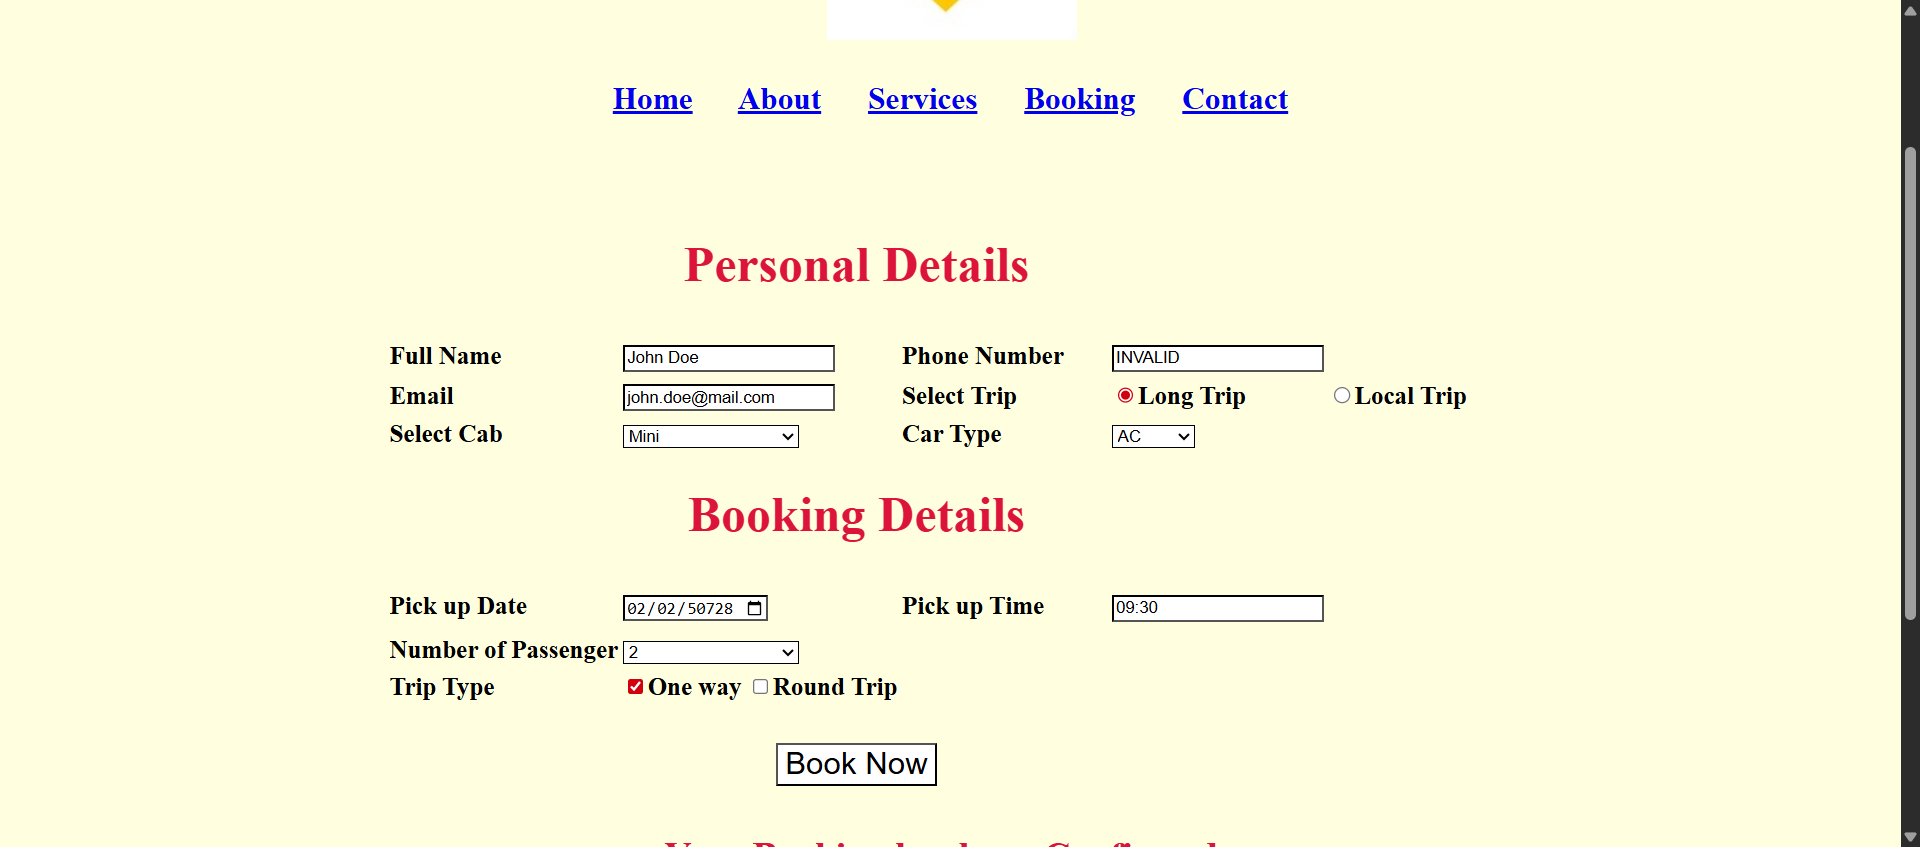 Home About Services Booking Contact
Personal Details
Full Name John Doe Phone Number INVALID
Email john.doe@mail.com Select Trip Long Trip Local Trip
Select Cab Mini Car Type AC
Booking Details
Pick up Date 02/02/50728 Pick up Time 09:30
Number of Passenger 2
Trip Type One way Round Trip
Book Now